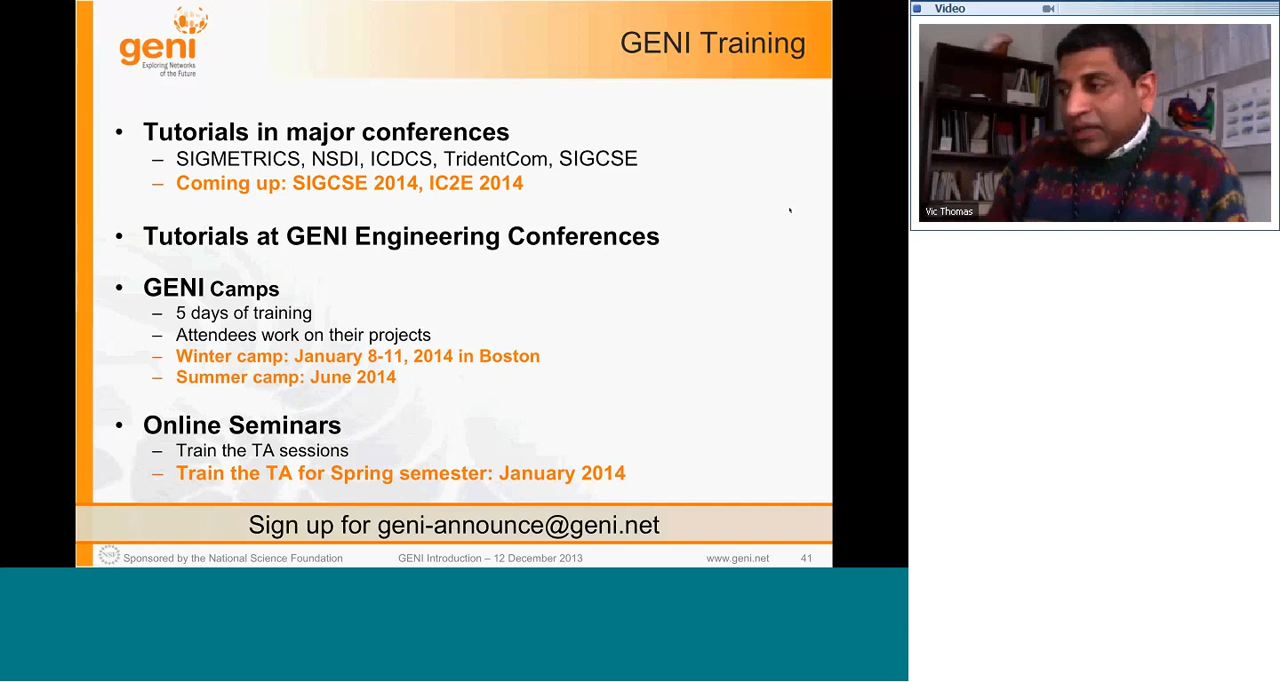 geni
Exploring Networks
of the Future
GENI Training
• Tutorials in major conferences
– SIGMETRICS, NSDI, ICDCS, TridentCom, SIGCSE
– Coming up: SIGCSE 2014, IC2E 2014
• Tutorials at GENI Engineering Conferences
• GENI Camps
– 5 days of training
– Attendees work on their projects
– Winter camp: January 8-11, 2014 in Boston
– Summer camp: June 2014
• Online Seminars
– Train the TA sessions
– Train the TA for Spring semester: January 2014
Sign up for geni-announce@geni.net
NSF
Sponsored by the National Science Foundation
GENI Introduction – 12 December 2013
www.geni.net
41
Video
Vic Thomas